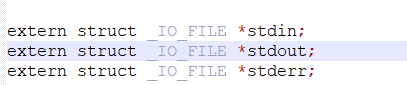 extern struct _IO_FILE *stdin;
extern struct _IO_FILE *stdout;
extern struct _IO_FILE *stderr;